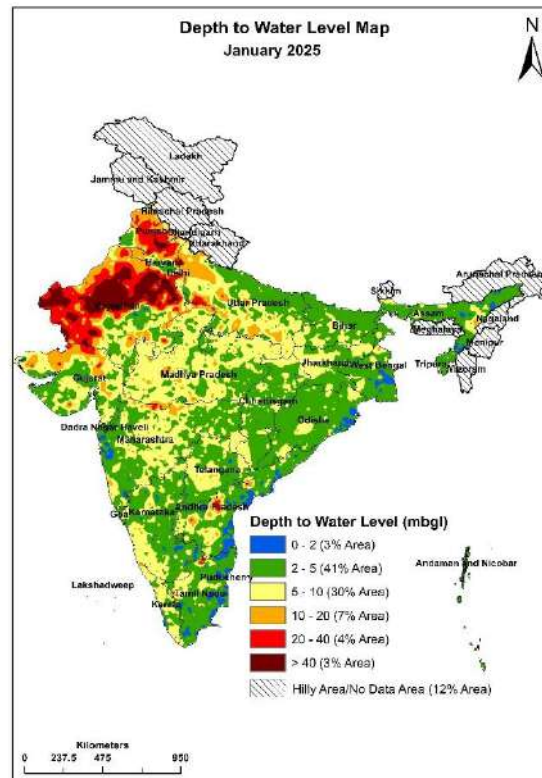 Depth to Water Level Map
January 2025
N
Ladakh
Jammu and Kashmir
Himachal Pradesh
Punjab
Chandigarh
Uttarakhand
Haryana
Delhi
Arunachal Pradesh
Sikkim
Rajasthan
Uttar Pradesh
Assam
Nagaland
Bihar
Meghalaya
Manipur
Jharkhand
West Bengal
Tripura
Mizoram
Gujarat
Madhya Pradesh
Chhattisgarh
Odisha
Dadra Nagar Haveli
Maharashtra
Telangana
Goa
Karnataka
Andhra Pradesh
Depth to Water Level (mbgl)
0 - 2 (3% Area)
2 - 5 (41% Area)
5 - 10 (30% Area)
10 - 20 (7% Area)
20 - 40 (4% Area)
> 40 (3% Area)
Hilly Area/No Data Area (12% Area)
Andaman and Nicobar
Lakshadweep
Puducherry
Tamil Nadu
Kerala
Kilometers
0 237.5 475 950